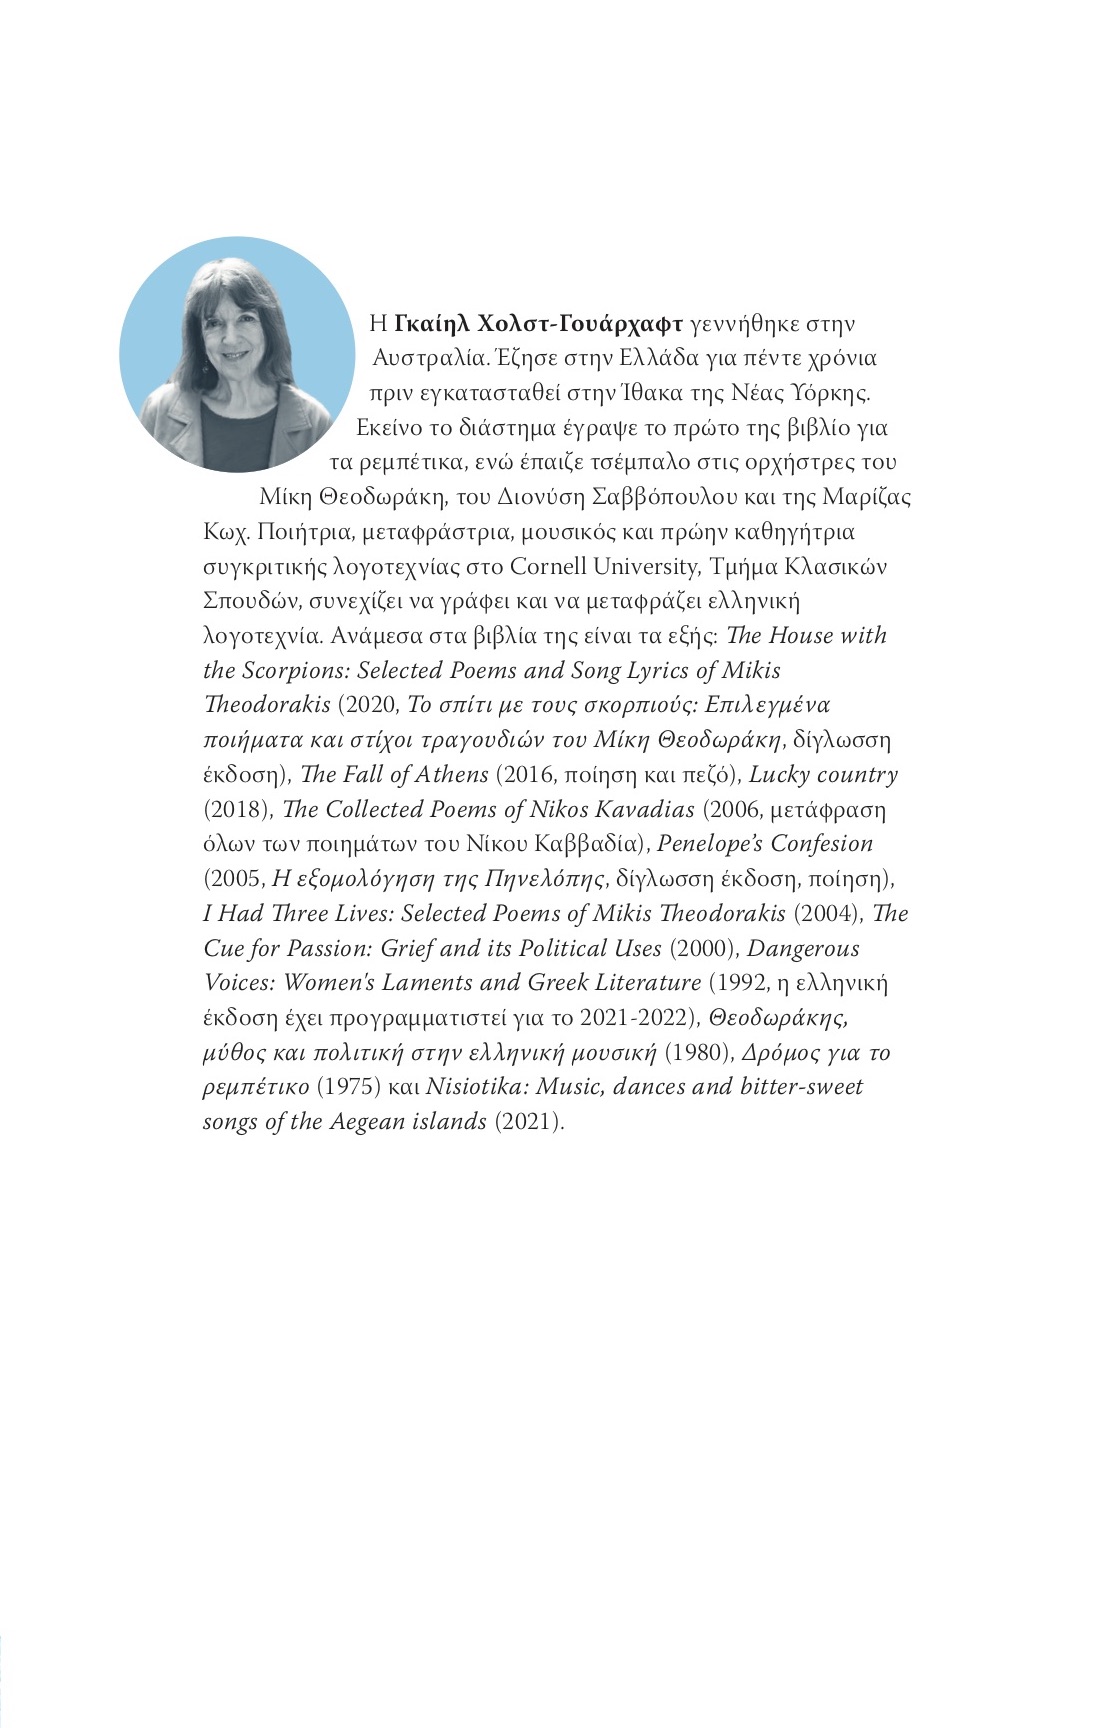 Η Γκαίηλ Χολστ-Γουάρχαφτ γεννήθηκε στην
Αυστραλία. Έζησε στην Ελλάδα για πέντε χρόνια
πριν εγκατασταθεί στην Ίθακα της Νέας Υόρκης.
Εκείνο το διάστημα έγραψε το πρώτο της βιβλίο για
τα ρεμπέτικα, ενώ έπαιζε τσέμπαλο στις ορχήστρες του
Μίκη Θεοδωράκη, του Διονύση Σαββόπουλου και της Μαρίζας
Κωχ. Ποιήτρια, μεταφράστρια, μουσικός και πρώην καθηγήτρια
συγκριτικής λογοτεχνίας στο Cornell University, Τμήμα Κλασικών
Σπουδών, συνεχίζει να γράφει και να μεταφράζει ελληνική
λογοτεχνία. Ανάμεσα στα βιβλία της είναι τα εξής: The House with
the Scorpions: Selected Poems and Song Lyrics of Mikis
Theodorakis (2020, Το σπίτι με τους σκορπιούς: Επιλεγμένα
ποιήματα και στίχοι τραγουδιών του Μίκη Θεοδωράκη, δίγλωσση
έκδοση), The Fall of Athens (2016, ποίηση και πεζό), Lucky country
(2018), The Collected Poems of Nikos Kavadias (2006, μετάφραση
όλων των ποιημάτων του Νίκου Καββαδία), Penelope’s Confesion
(2005, Η εξομολόγηση της Πηνελόπης, δίγλωσση έκδοση, ποίηση),
I Had Three Lives: Selected Poems of Mikis Theodorakis (2004), The
Cue for Passion: Grief and its Political Uses (2000), Dangerous
Voices: Women's Laments and Greek Literature (1992, η ελληνική
έκδοση έχει προγραμματιστεί για το 2021-2022), Θεοδωράκης,
μύθος και πολιτική στην ελληνική μουσική (1980), Δρόμος για το
ρεμπέτικο (1975) και Nisiotika: Music, dances and bitter-sweet
songs of the Aegean islands (2021).